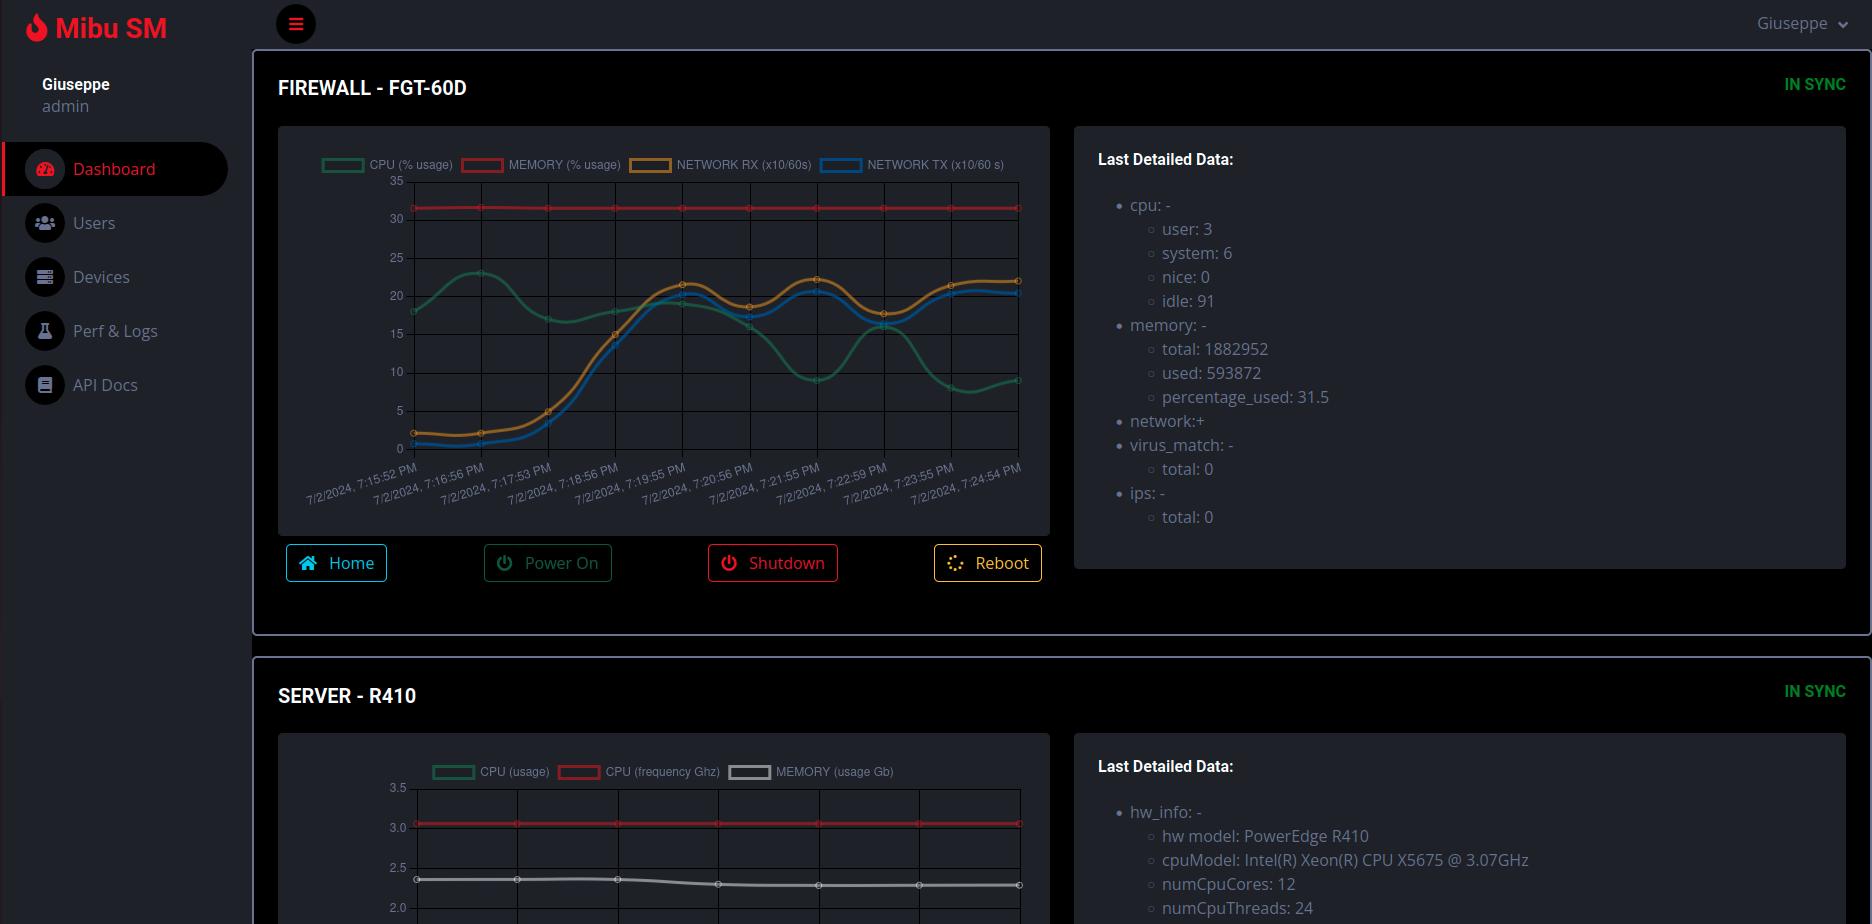 Mibu SM
Giuseppe
Giuseppe
admin
Dashboard
Users
Devices
Perf & Logs
API Docs
FIREWALL - FGT-60D
IN SYNC
CPU (% usage) MEMORY (% usage) NETWORK RX (x10/60s) NETWORK TX (x10/60 s)
35
30
25
20
15
10
5
0
7/2/2024, 7:15:52 PM
7/2/2024, 7:16:56 PM
7/2/2024, 7:17:53 PM
7/2/2024, 7:18:56 PM
7/2/2024, 7:19:55 PM
7/2/2024, 7:20:56 PM
7/2/2024, 7:21:55 PM
7/2/2024, 7:22:59 PM
7/2/2024, 7:23:55 PM
7/2/2024, 7:24:54 PM
Home
Power On
Shutdown
Reboot
Last Detailed Data:
cpu: -
user: 3
system: 6
nice: 0
idle: 91
memory: -
total: 1882952
used: 593872
percentage_used: 31.5
network:+
virus_match: -
total: 0
ips: -
total: 0
SERVER - R410
IN SYNC
CPU (usage) CPU (frequency Ghz) MEMORY (usage Gb)
3.5
3.0
2.5
2.0
Last Detailed Data:
hw_info: -
hw model: PowerEdge R410
cpuModel: Intel(R) Xeon(R) CPU X5675 @ 3.07GHz
numCpuCores: 12
numCpuThreads: 24